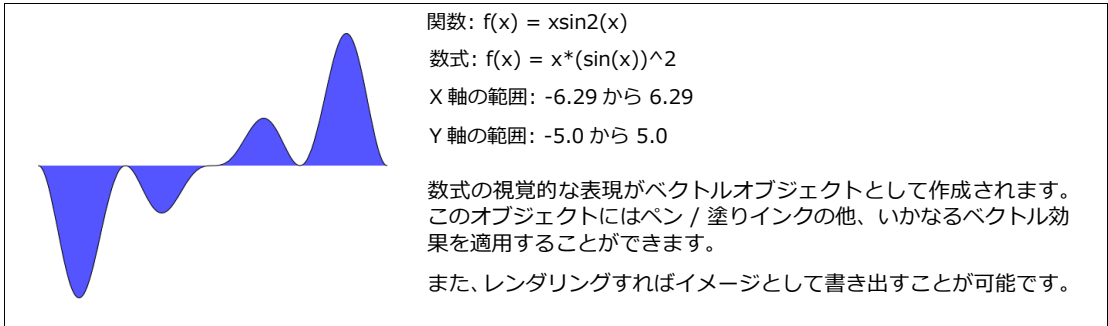 関数: f(x) = xsin2(x)
数式: f(x) = x*(sin(x))^2
X 軸の範囲: -6.29 から 6.29
Y 軸の範囲: -5.0 から 5.0
数式の視覚的な表現がベクトルオブジェクトとして作成されます。
このオブジェクトにはペン / 塗りインクの他、いかなるベクトル効
果を適用することができます。
また、レンダリングすればイメージとして書き出すことが可能です。